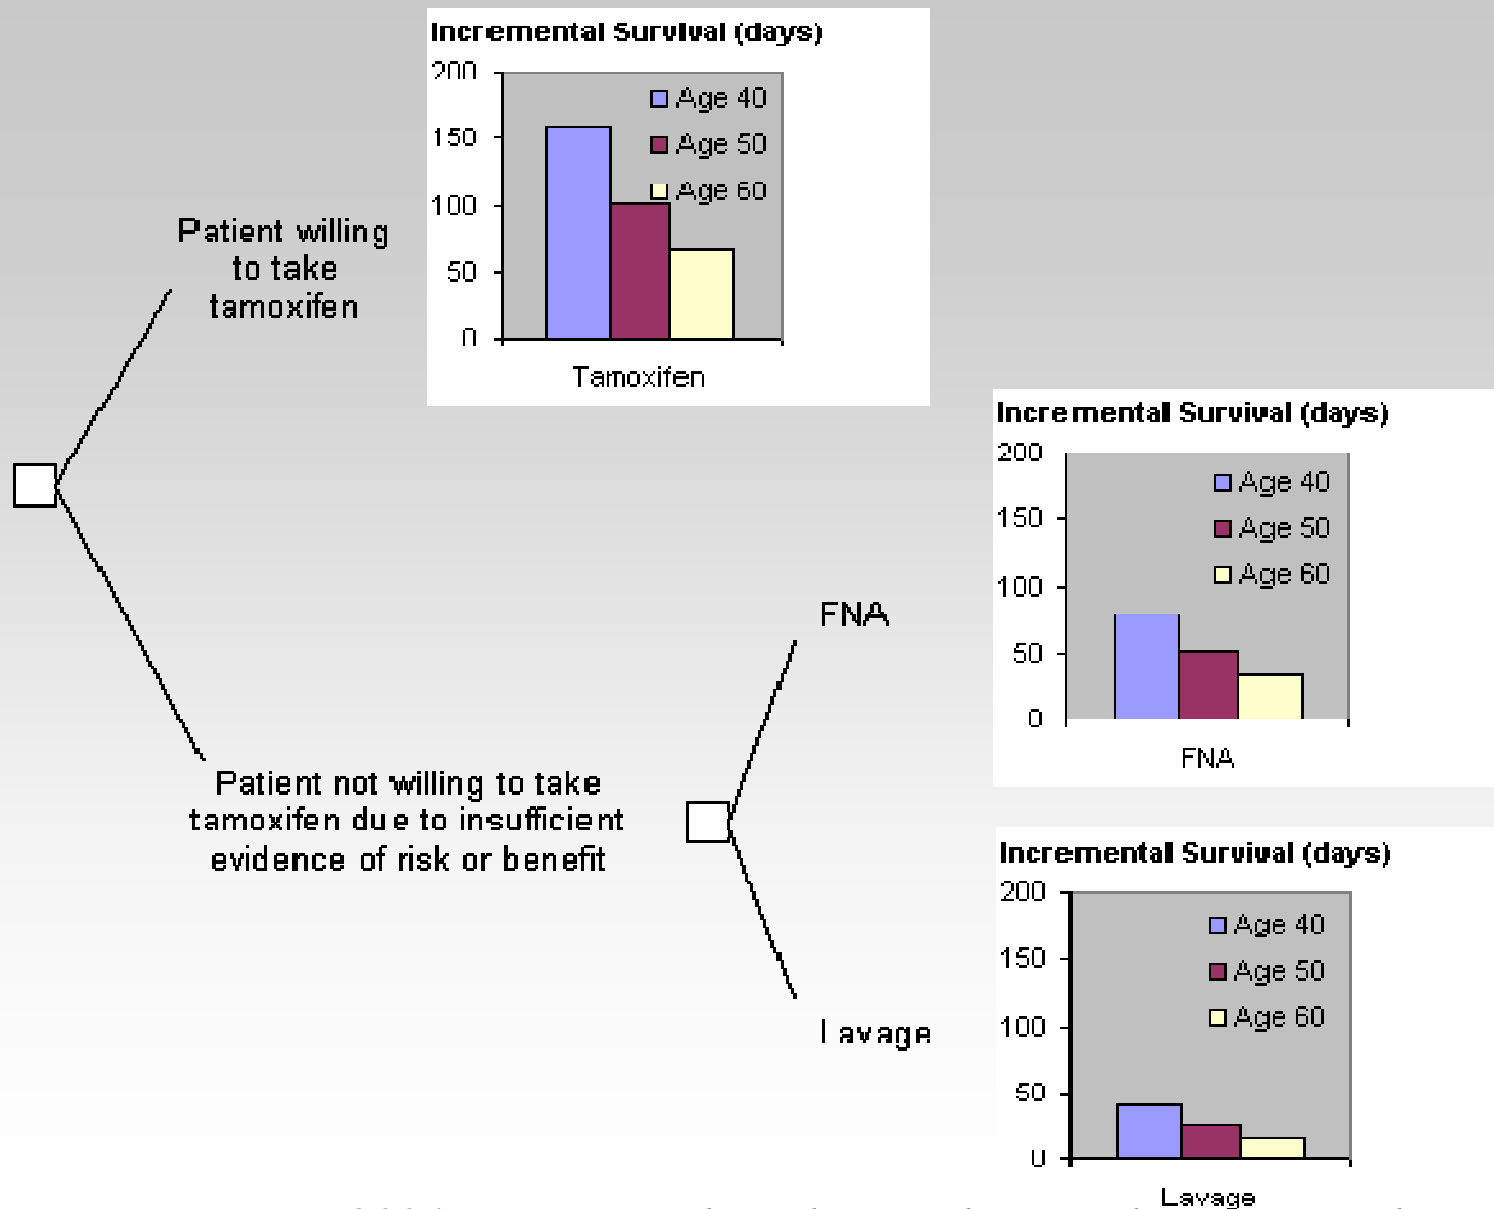 Incremental Survival (days)
200
150
100
50
0
Age 40
Age 50
Age 60
Tamoxifen
Patient willing
to take
tamoxifen
Incremental Survival (days)
200
150
100
50
0
Age 40
Age 50
Age 60
FNA
FNA
Patient not willing to take
tamoxifen due to insufficient
evidence of risk or benefit
Incremental Survival (days)
200
150
100
50
0
Age 40
Age 50
Age 60
Lavage
Lavage